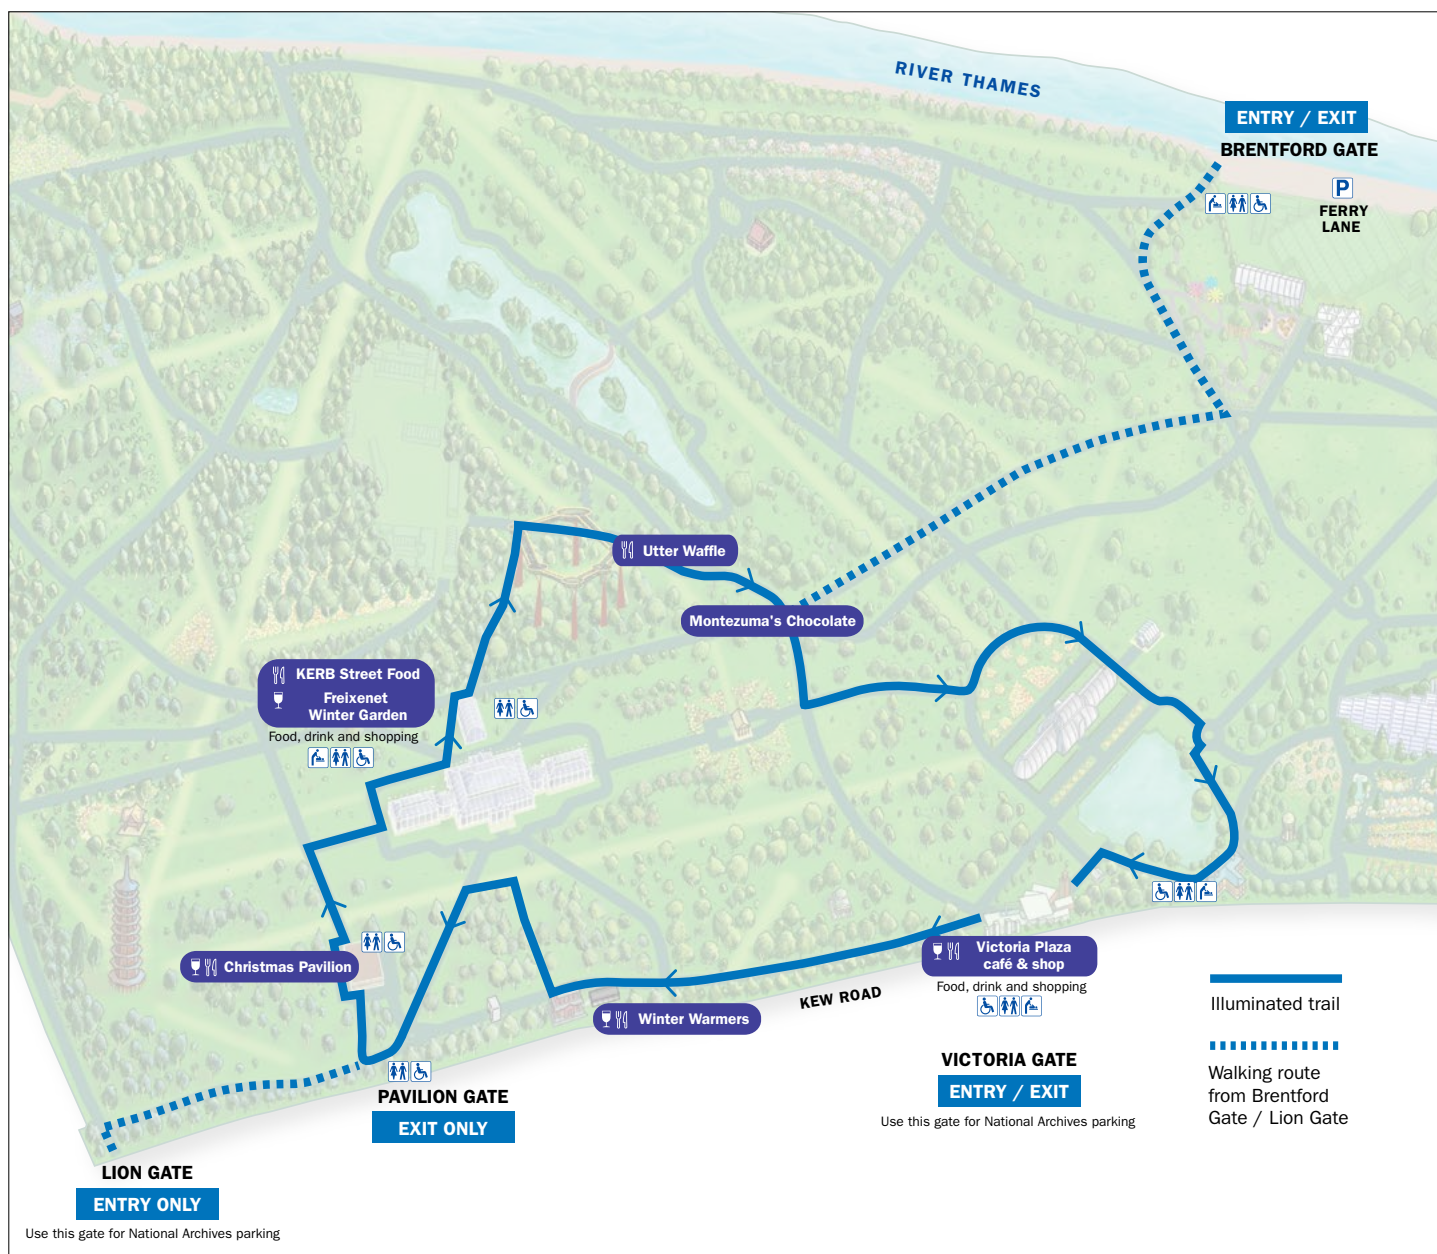 RIVER THAMES
ENTRY / EXIT
BRENTFORD GATE
P
FERRY
LANE
Utter Waffle
Montezuma's Chocolate
KERB Street Food
Freixenet
Winter Garden
Food, drink and shopping
Christmas Pavilion
Winter Warmers
KEW ROAD
Victoria Plaza
café & shop
Food, drink and shopping
VICTORIA GATE
ENTRY / EXIT
Use this gate for National Archives parking
PAVILION GATE
EXIT ONLY
LION GATE
ENTRY ONLY
Use this gate for National Archives parking
Illuminated trail
Walking route
from Brentford
Gate / Lion Gate